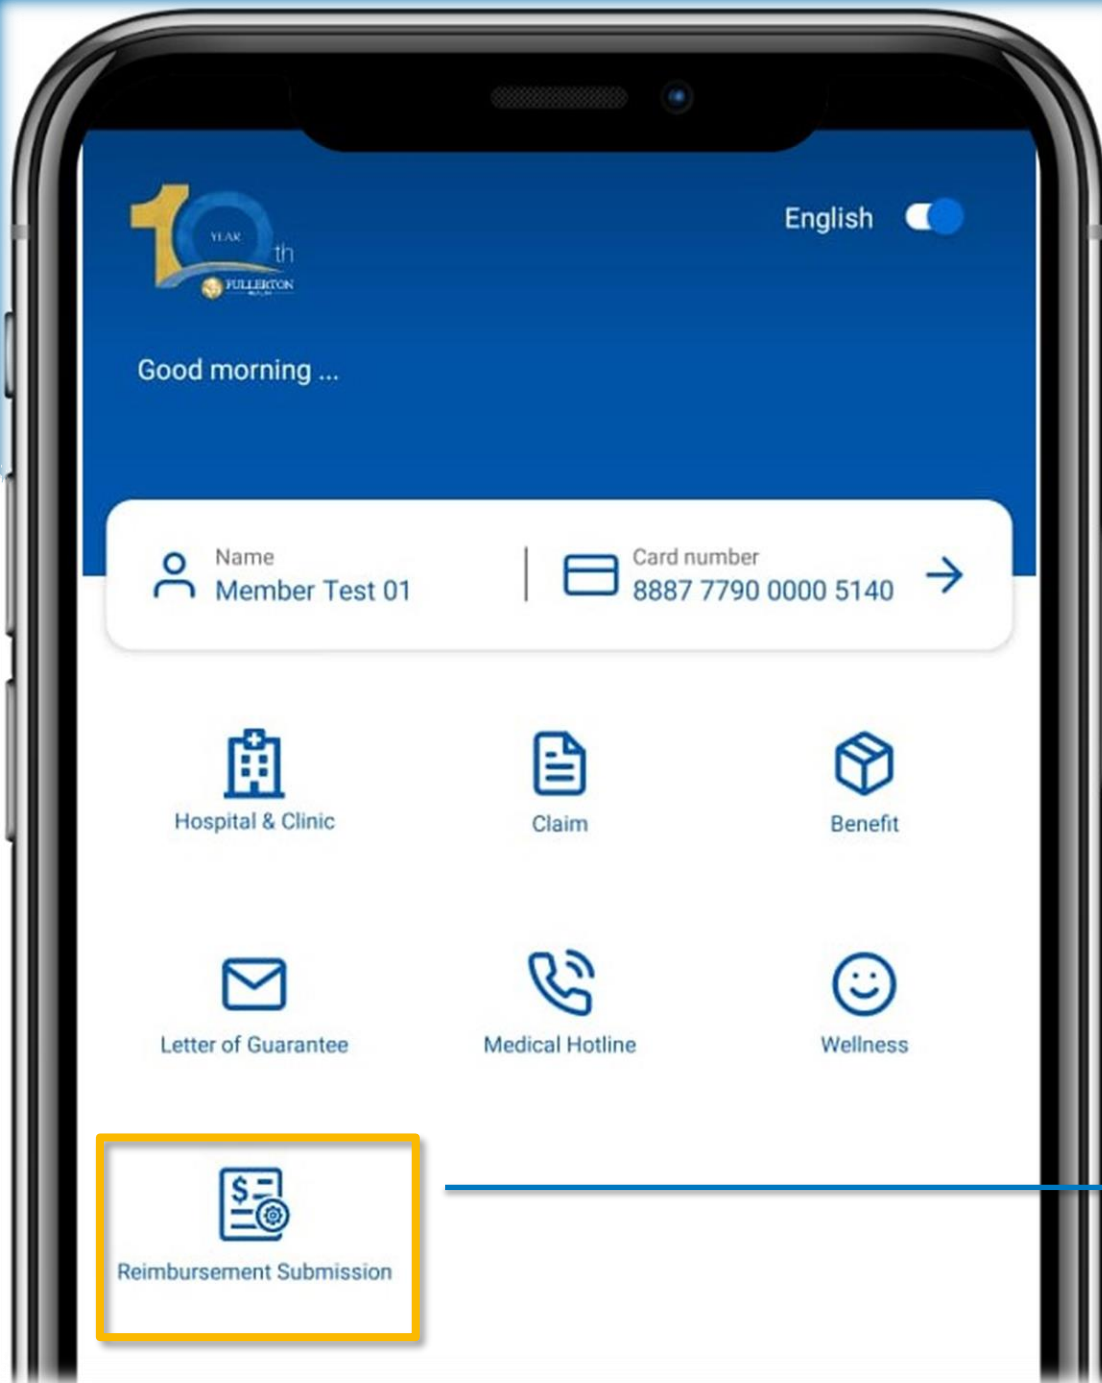 10
YEAR
th
FULLERTON
English
Good morning ...
Name
Member Test 01
Card number
8887 7790 0000 5140
Hospital & Clinic
Claim
Benefit
Letter of Guarantee
Medical Hotline
Wellness
$
Reimbursement Submission